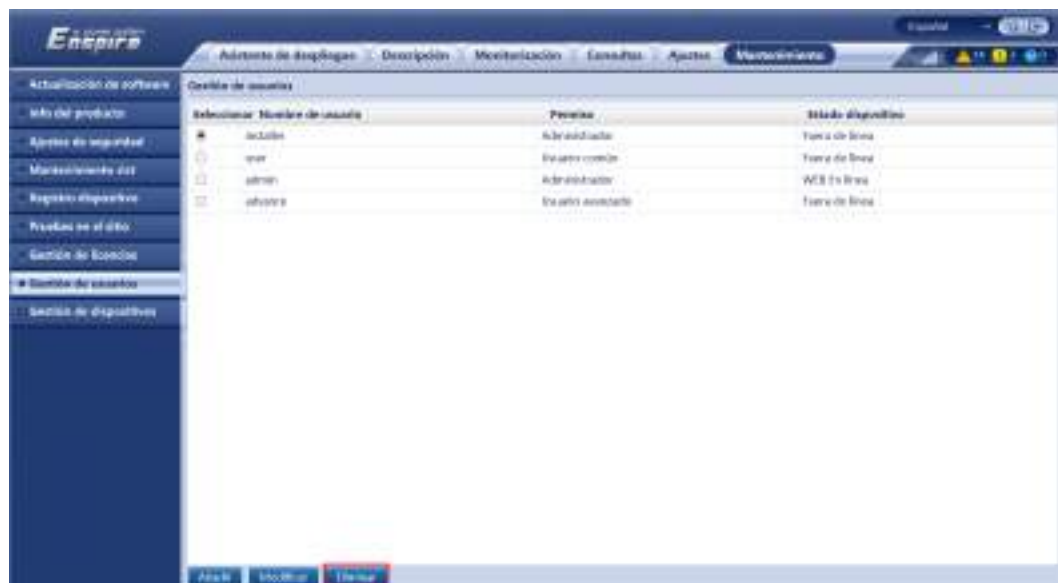 Enspire
Español
Asistente de despliegue Descripción Monitorización Consultas Ajustes Mantenimiento
Actualización de software
Info del producto
Ajustes de seguridad
Mantenimiento del
Registro dispositivo
Pruebas en el sitio
Gestión de licencias
Gestión de usuarios
Gestión de dispositivos
Gestión de usuarios
Seleccionar Nombre de usuario Permiso Estado dispositivo
installer Administrador Fuera de línea
user Usuario común Fuera de línea
admin Administrador WEB En línea
advance Usuario avanzado Fuera de línea
Añadir Modificar Eliminar